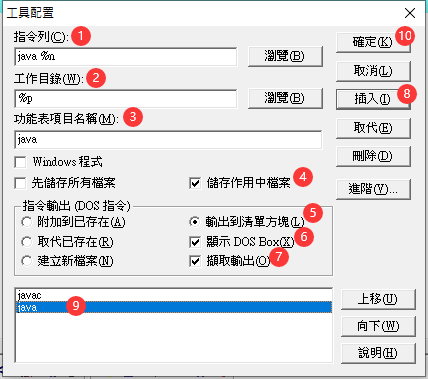 工具配置
指令列(C): 1
java %n
瀏覽(B)
工作目錄(W): 2
%p
瀏覽(B)
功能表項目名稱(M): 3
java
Windows 程式
先儲存所有檔案
儲存作用中檔案 4
指令輸出 (DOS 指令)
附加到已存在(A)
輸出到清單方塊(L) 5
取代已存在(R)
顯示 DOS Box(X) 6
建立新檔案(N)
擷取輸出(O) 7
javac
java 9
確定(K) 10
取消(L)
插入(I) 8
取代(E)
刪除(D)
進階(Y)...
上移(U)
向下(W)
說明(H)